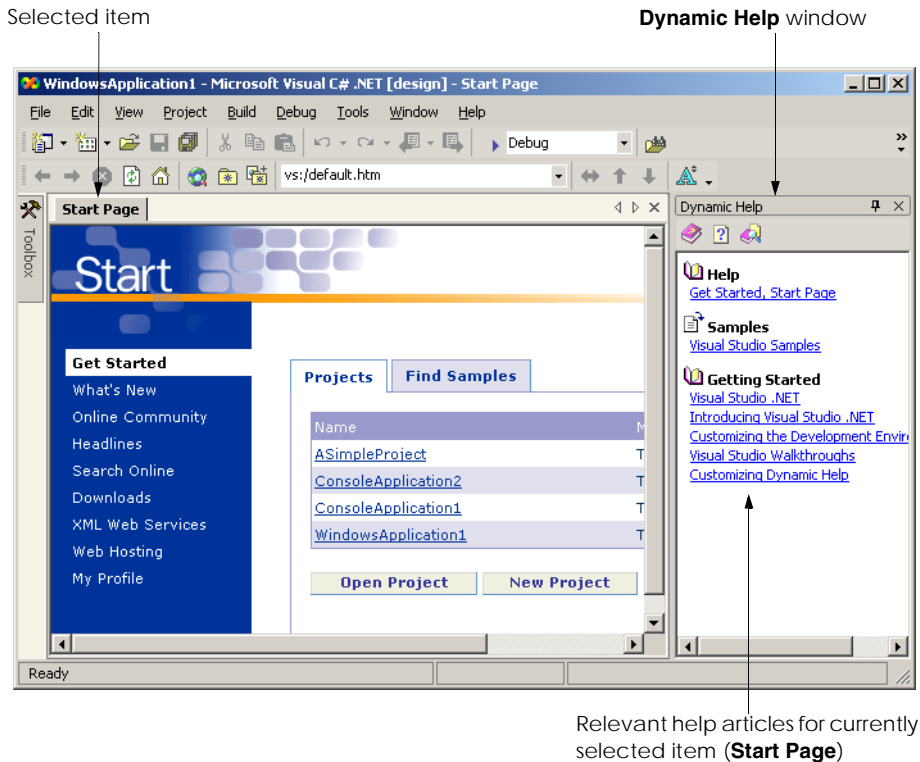 Selected item
Dynamic Help window
WindowsApplication1 - Microsoft Visual C# .NET [design] - Start Page
File Edit View Project Build Debug Tools Window Help
Debug
vs:/default.htm
Toolbox
Start Page
Dynamic Help
Start
Get Started
What's New
Online Community
Headlines
Search Online
Downloads
XML Web Services
Web Hosting
My Profile
Projects Find Samples
Name M
ASimpleProject T
ConsoleApplication2 T
ConsoleApplication1 T
WindowsApplication1 T
Open Project New Project
Help
Get Started, Start Page
Samples
Visual Studio Samples
Getting Started
Visual Studio .NET
Introducing Visual Studio .NET
Customizing the Development Envir
Visual Studio Walkthroughs
Customizing Dynamic Help
Ready
Relevant help articles for currently
selected item (Start Page)